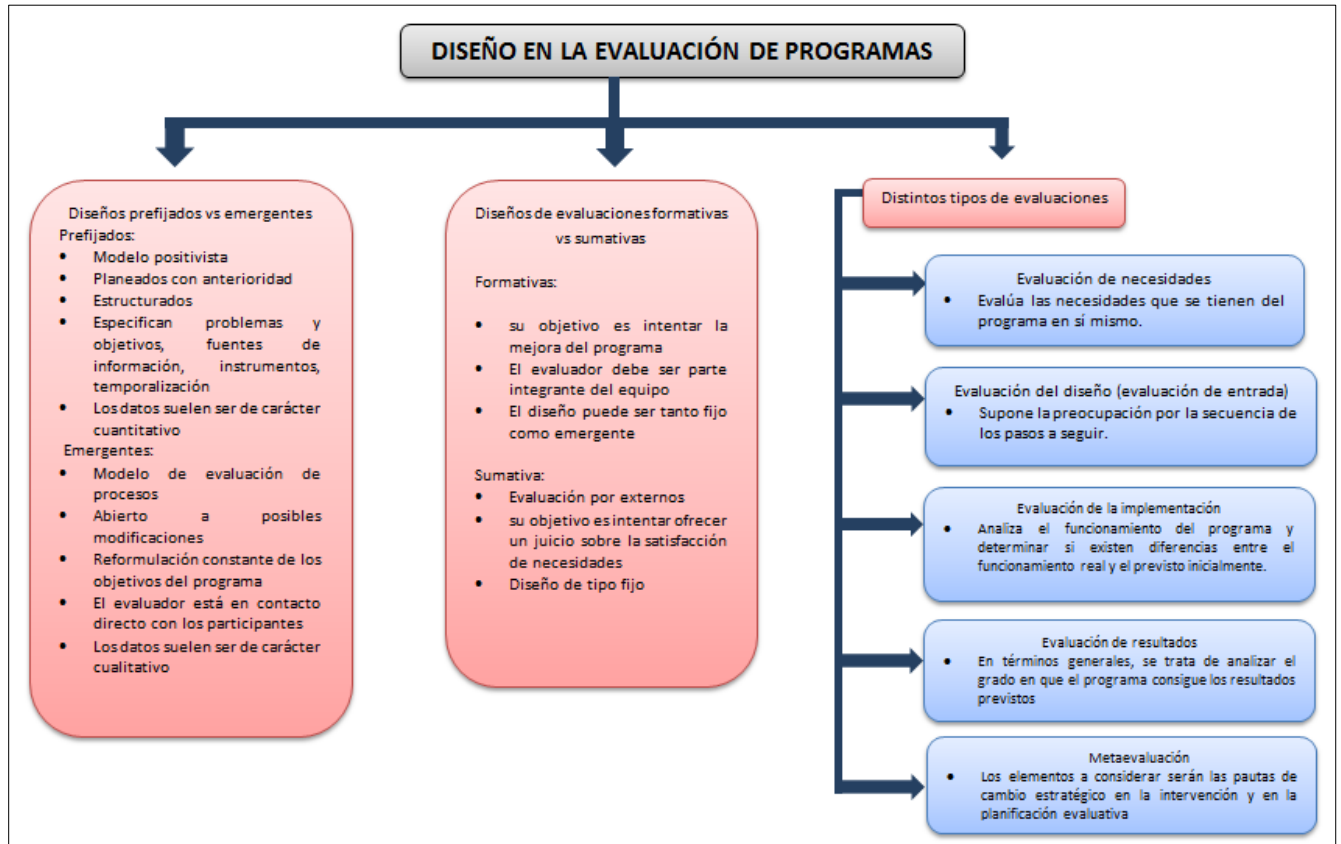 DISEÑO EN LA EVALUACIÓN DE PROGRAMAS
Diseños prefijados vs emergentes
Prefijados:
• Modelo positivista
• Planeados con anterioridad
• Estructurados
• Especifican problemas y
objetivos, fuentes de
información, instrumentos,
temporalización
• Los datos suelen ser de carácter
cuantitativo
Emergentes:
• Modelo de evaluación de
procesos
• Abierto a posibles
modificaciones
• Reformulación constante de los
objetivos del programa
• El evaluador está en contacto
directo con los participantes
• Los datos suelen ser de carácter
cualitativo
Diseños de evaluaciones formativas
vs sumativas
Formativas:
• su objetivo es intentar la
mejora del programa
• El evaluador debe ser parte
integrante del equipo
• El diseño puede ser tanto fijo
como emergente
Sumativa:
• Evaluación por externos
• su objetivo es intentar ofrecer
un juicio sobre la satisfacción
de necesidades
• Diseño de tipo fijo
Distintos tipos de evaluaciones
Evaluación de necesidades
• Evalúa las necesidades que se tienen del
programa en sí mismo.
Evaluación del diseño (evaluación de entrada)
• Supone la preocupación por la secuencia de
los pasos a seguir.
Evaluación de la implementación
• Analiza el funcionamiento del programa y
determinar si existen diferencias entre el
funcionamiento real y el previsto inicialmente.
Evaluación de resultados
• En términos generales, se trata de analizar el
grado en que el programa consigue los resultados
previstos
Metaevaluación
• Los elementos a considerar serán las pautas de
cambio estratégico en la intervención y en la
planificación evaluativa